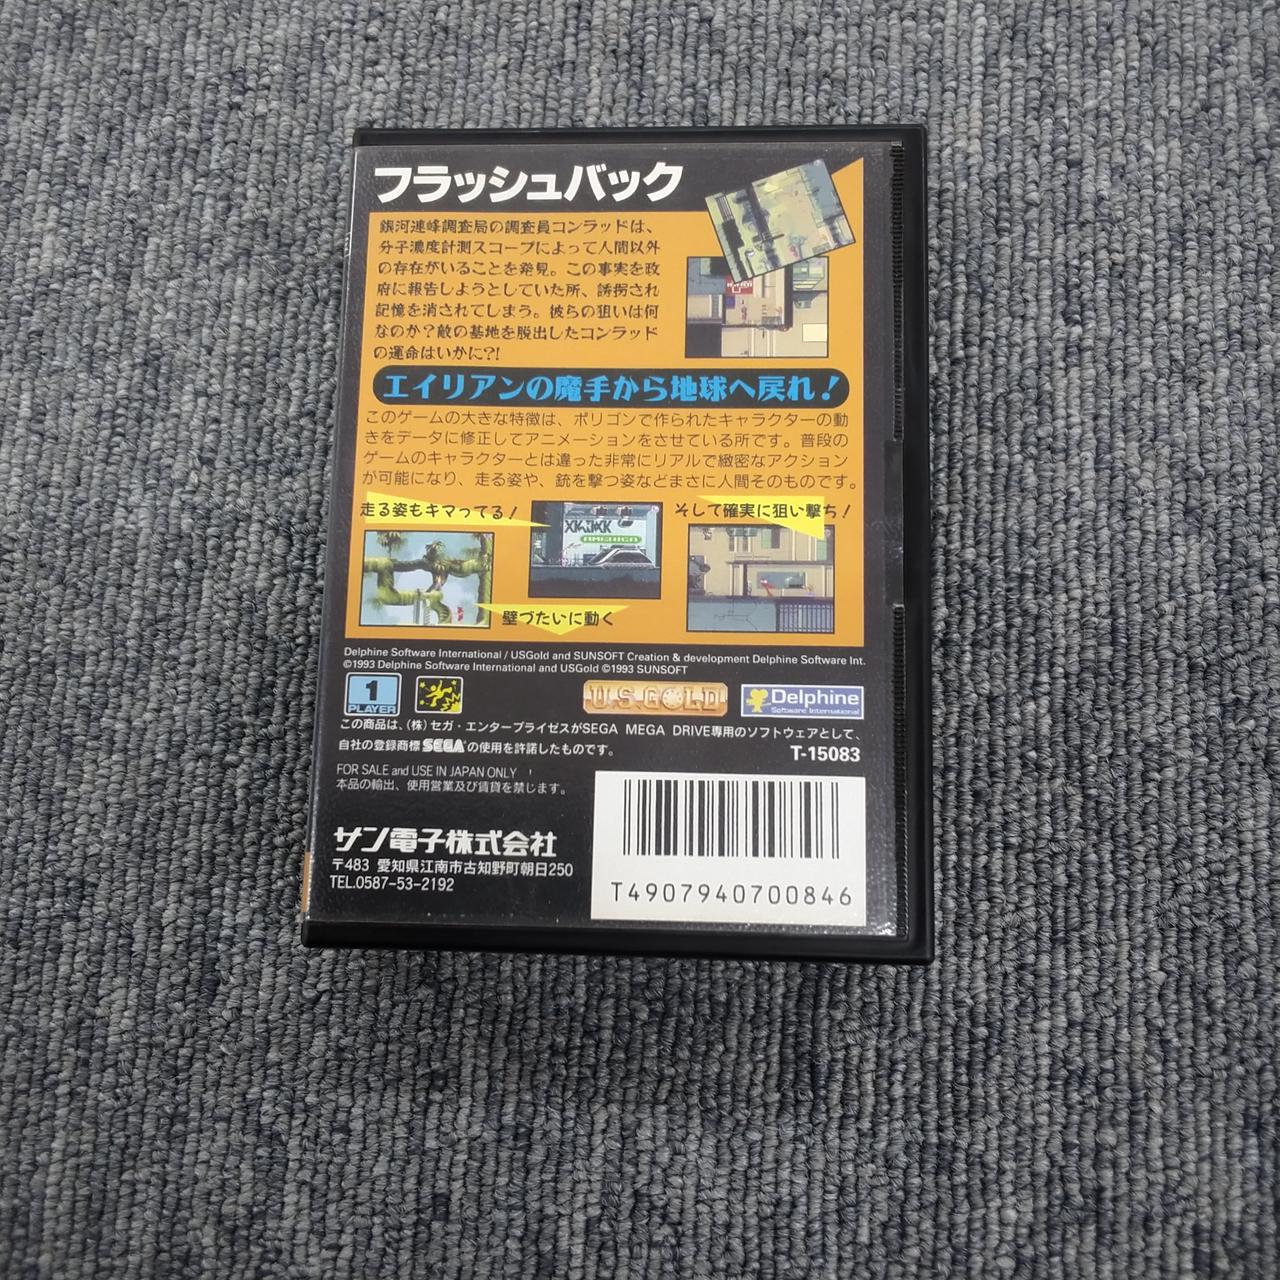 フラッシュバック
銀河連峰調査局の調査員コンラッドは、
分子濃度計測スコープによって人間以外
の存在がいることを発見。この事実を政
府に報告しようとしていた所、誘拐され
記憶を消されてしまう。彼らの狙いは何
なのか?敵の基地を脱出したコンラッド
の運命はいかに?!
エイリアンの魔手から地球へ戻れ!
このゲームの大きな特徴は、ポリゴンで作られたキャラクターの動
きをデータに修正してアニメーションをさせている所です。普段の
ゲームのキャラクターとは違った非常にリアルで緻密なアクション
が可能になり、走る姿や、銃を撃つ姿などまさに人間そのものです。
走る姿もキマってる!
そして確実に狙い撃ち!
AMERICA
壁づたいに動く
Delphine Software International / USGold and SUNSOFT Creation & development Delphine Software Int.
©1993 Delphine Software International and USGold ©1993 SUNSOFT
1
PLAYER
U.S.GOLD
Delphine
Software International
この商品は、(株)セガ・エンタープライゼスがSEGA MEGA DRIVE専用のソフトウェアとして、
自社の登録商標SEGAの使用を許諾したものです。
T-15083
FOR SALE and USE IN JAPAN ONLY
本品の輸出、使用営業及び賃貸を禁じます。
サン電子株式会社
〒483 愛知県江南市古知野町朝日250
TEL.0587-53-2192
T4907940700846